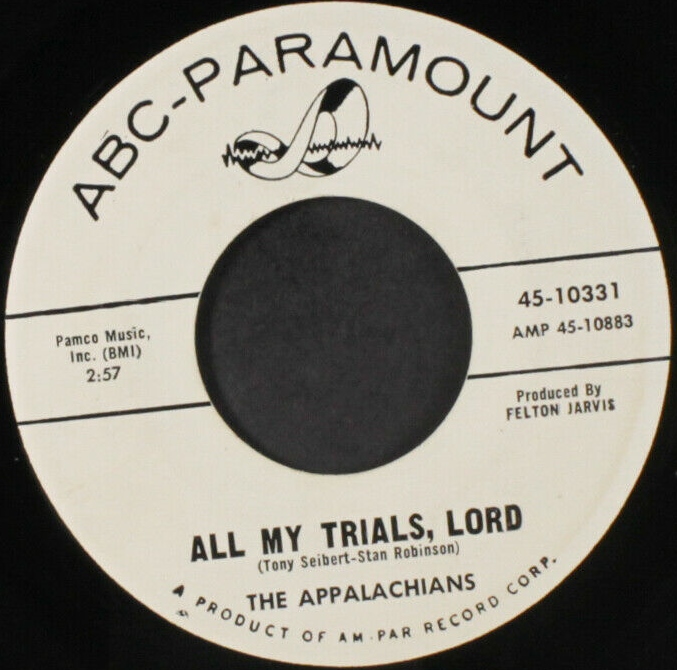 ABC-PARAMOUNT
Pamco Music,
Inc. (BMI)
2:57
45-10331
AMP 45-10883
Produced By
FELTON JARVIS
ALL MY TRIALS, LORD
(Tony Seibert-Stan Robinson)
THE APPALACHIANS
A PRODUCT OF AM-PAR RECORD CORP.